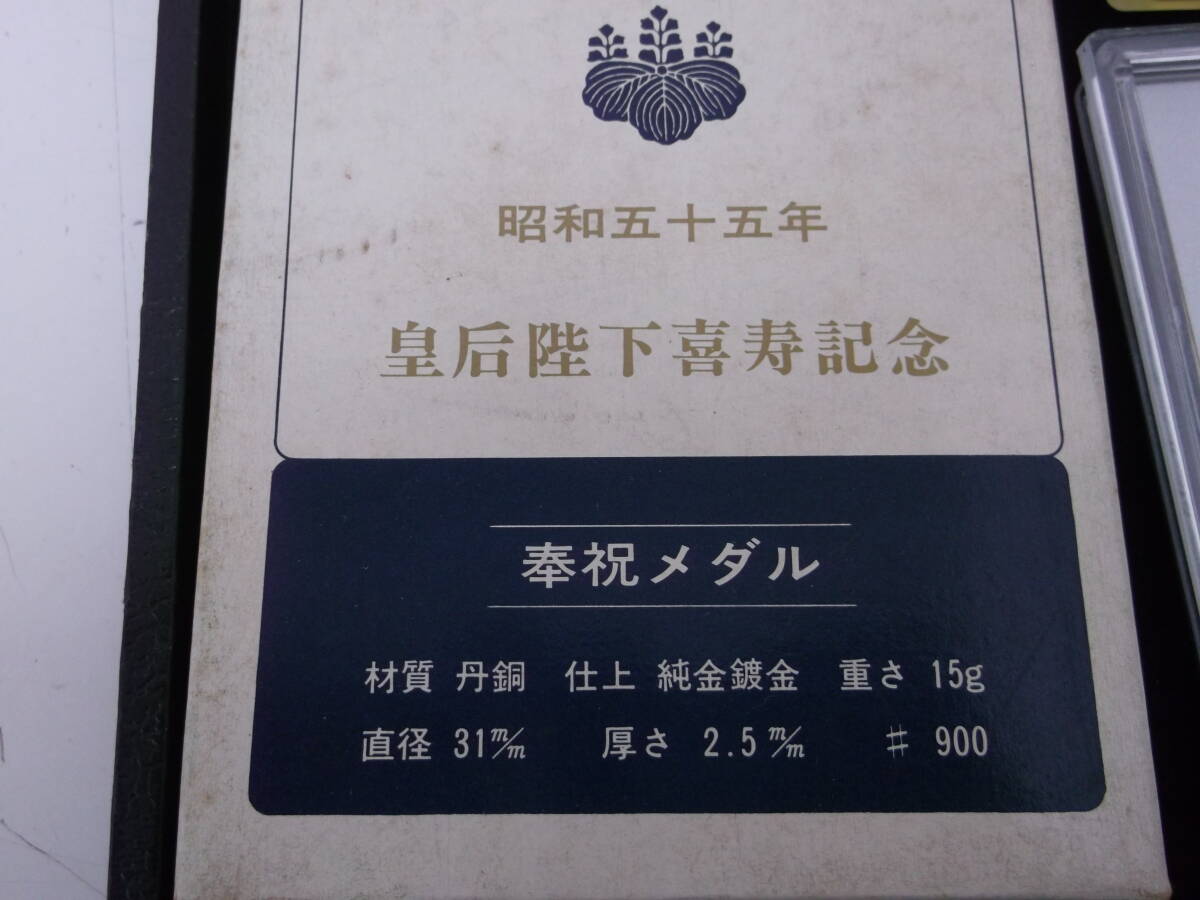 昭和五十五年
皇后陛下喜寿記念
奉祝メダル
材質 丹銅 仕上 純金鍍金 重さ 15g
直径 31m/m 厚さ 2.5m/m # 900